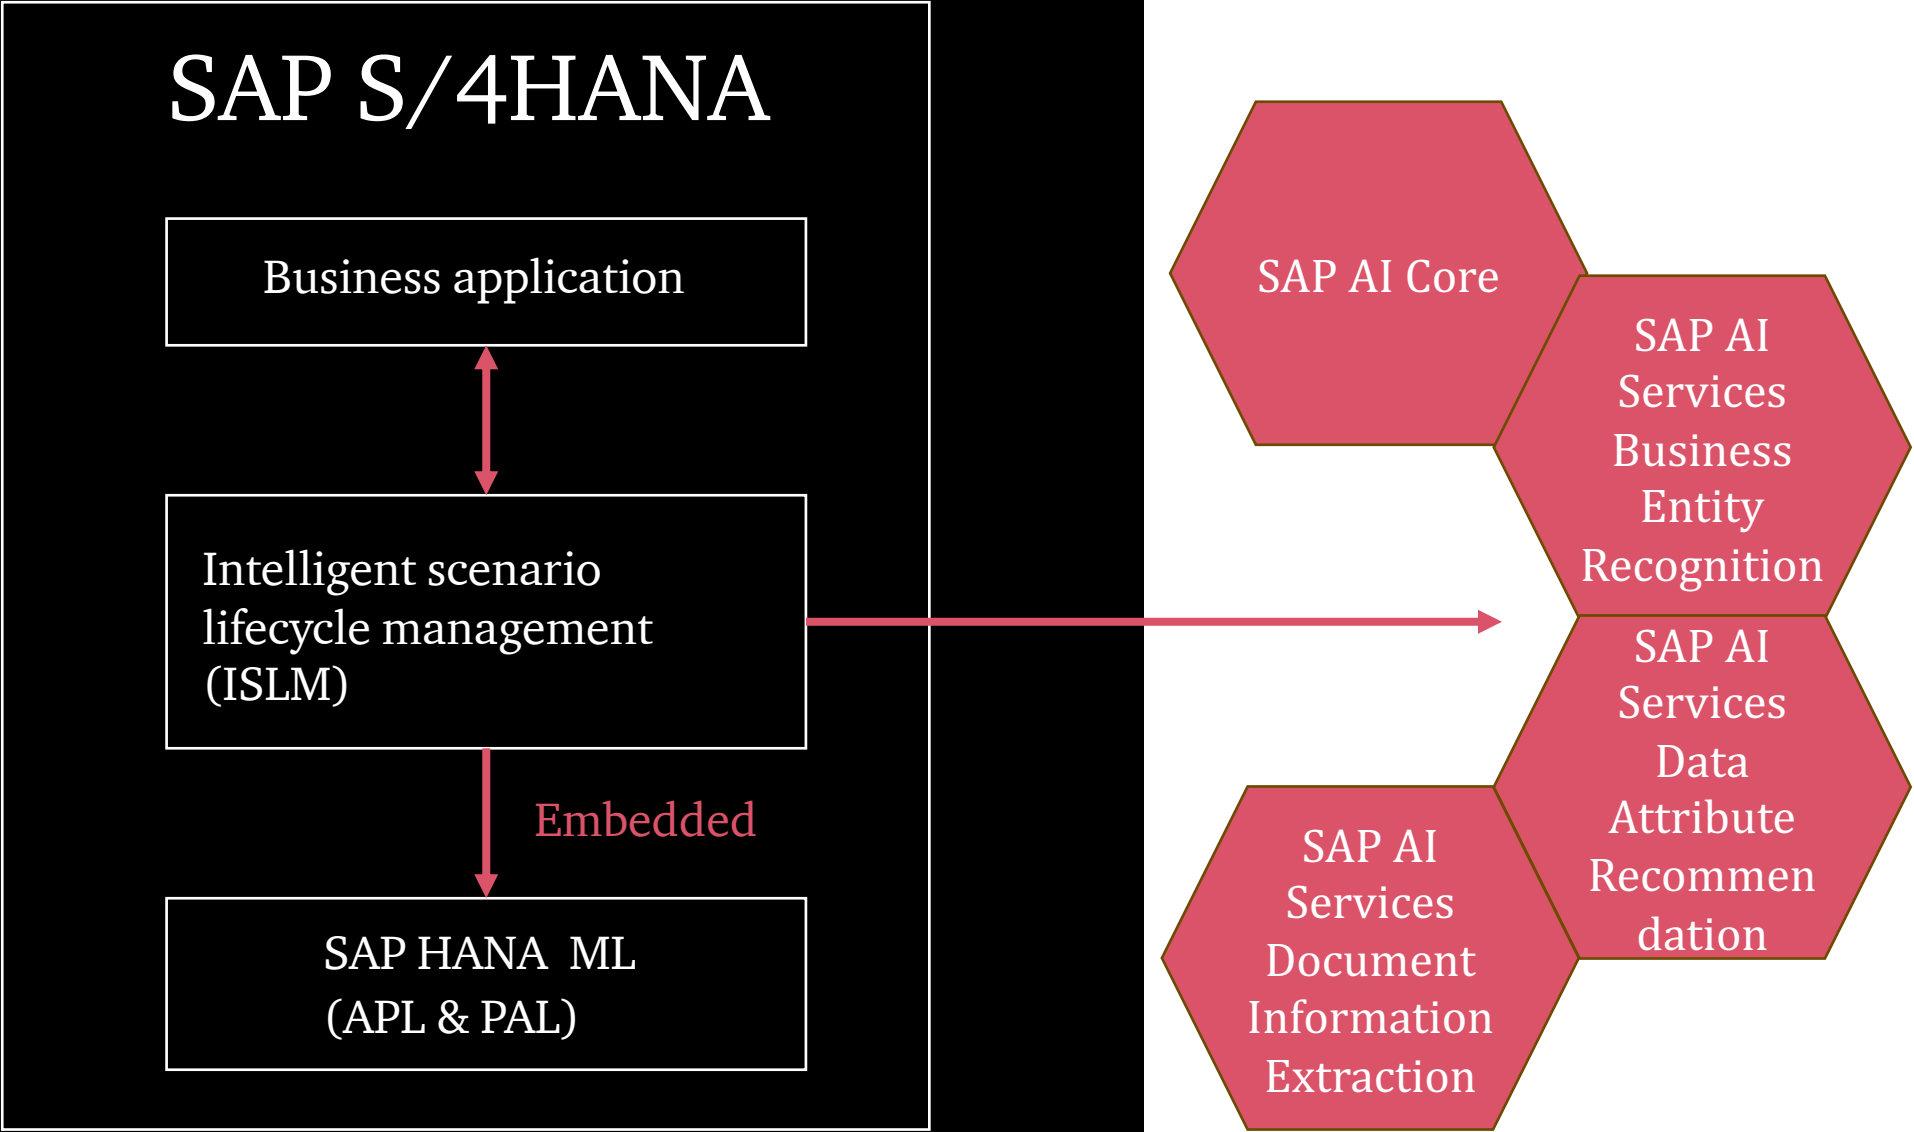 SAP S/4HANA
Business application
Intelligent scenario
lifecycle management
(ISLM)
Embedded
SAP HANA  ML
(APL & PAL)
SAP AI Core
SAP AI
Services
Business
Entity
Recognition
SAP AI
Services
Data
Attribute
Recommen
dation
SAP AI
Services
Document
Information
Extraction